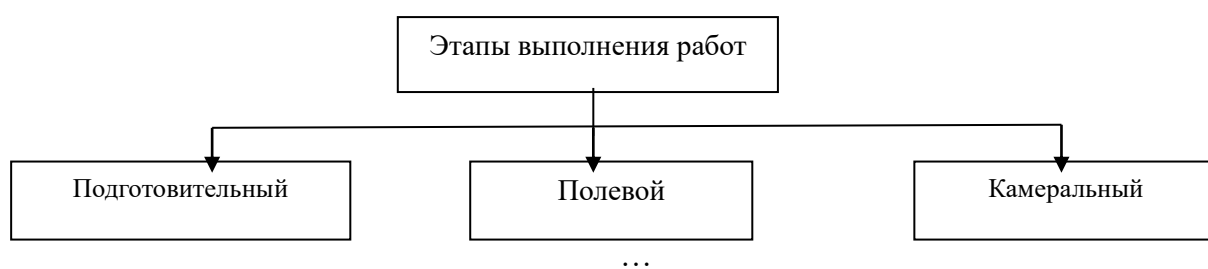 Этапы выполнения работ
Подготовительный
Полевой
Камеральный
…